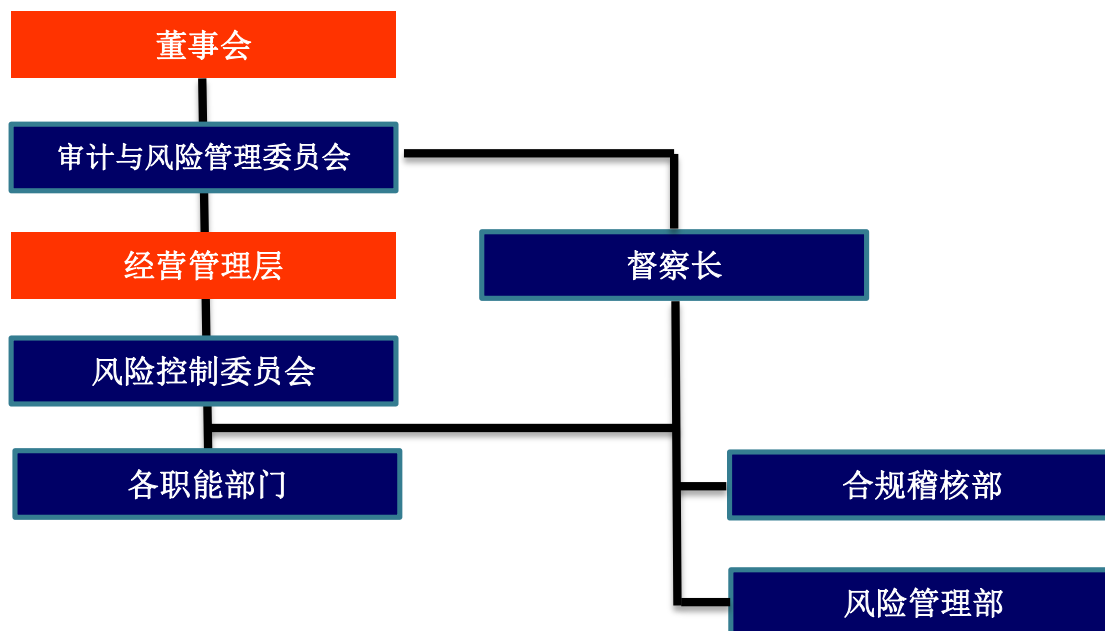 董事会
审计与风险管理委员会
经营管理层
督察长
风险控制委员会
各职能部门
合规稽核部
风险管理部